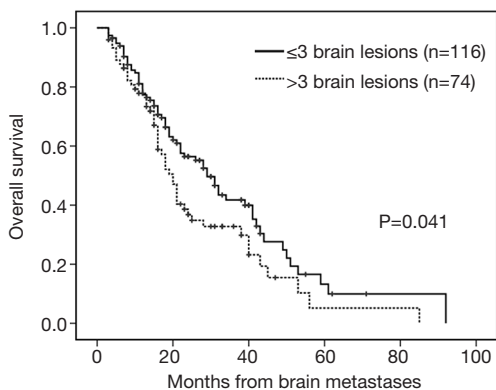 1.0
0.8
0.6
0.4
0.2
0.0
Overall survival
≤3 brain lesions (n=116)
>3 brain lesions (n=74)
P=0.041
0 20 40 60 80 100
Months from brain metastases